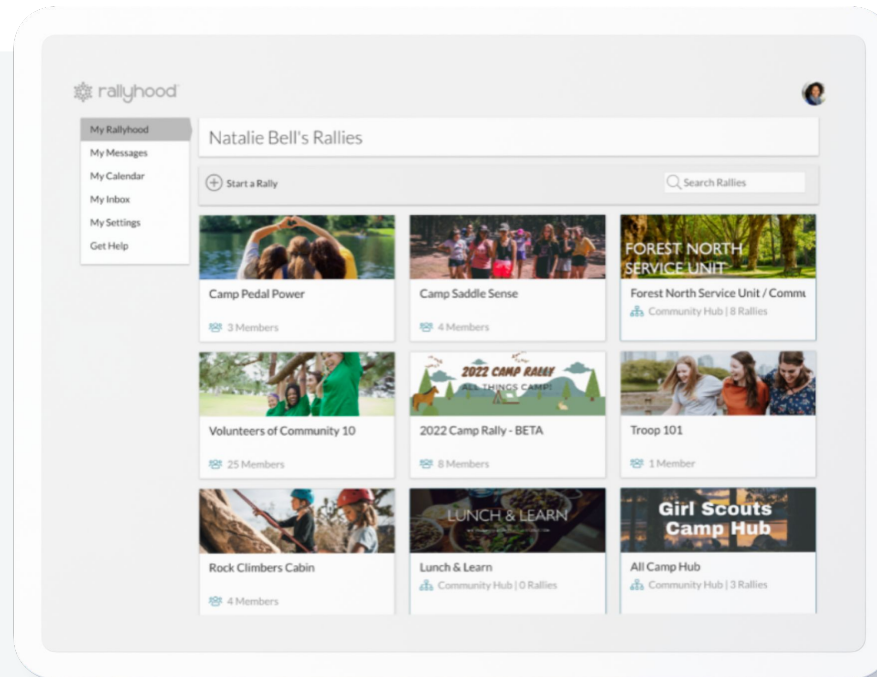 rallyhood
My Rallyhood
My Messages
My Calendar
My Inbox
My Settings
Get Help
Natalie Bell's Rallies
Start a Rally
Search Rallies
Camp Pedal Power
3 Members
Camp Saddle Sense
4 Members
FOREST NORTH
SERVICE UNIT
Forest North Service Unit / Commu
Community Hub | 8 Rallies
Volunteers of Community 10
25 Members
2022 CAMP RALLY
ALL THINGS CAMP!
2022 Camp Rally - BETA
8 Members
Troop 101
1 Member
Rock Climbers Cabin
4 Members
LUNCH & LEARN
Lunch & Learn
Community Hub | 0 Rallies
Girl Scouts
Camp Hub
All Camp Hub
Community Hub | 3 Rallies